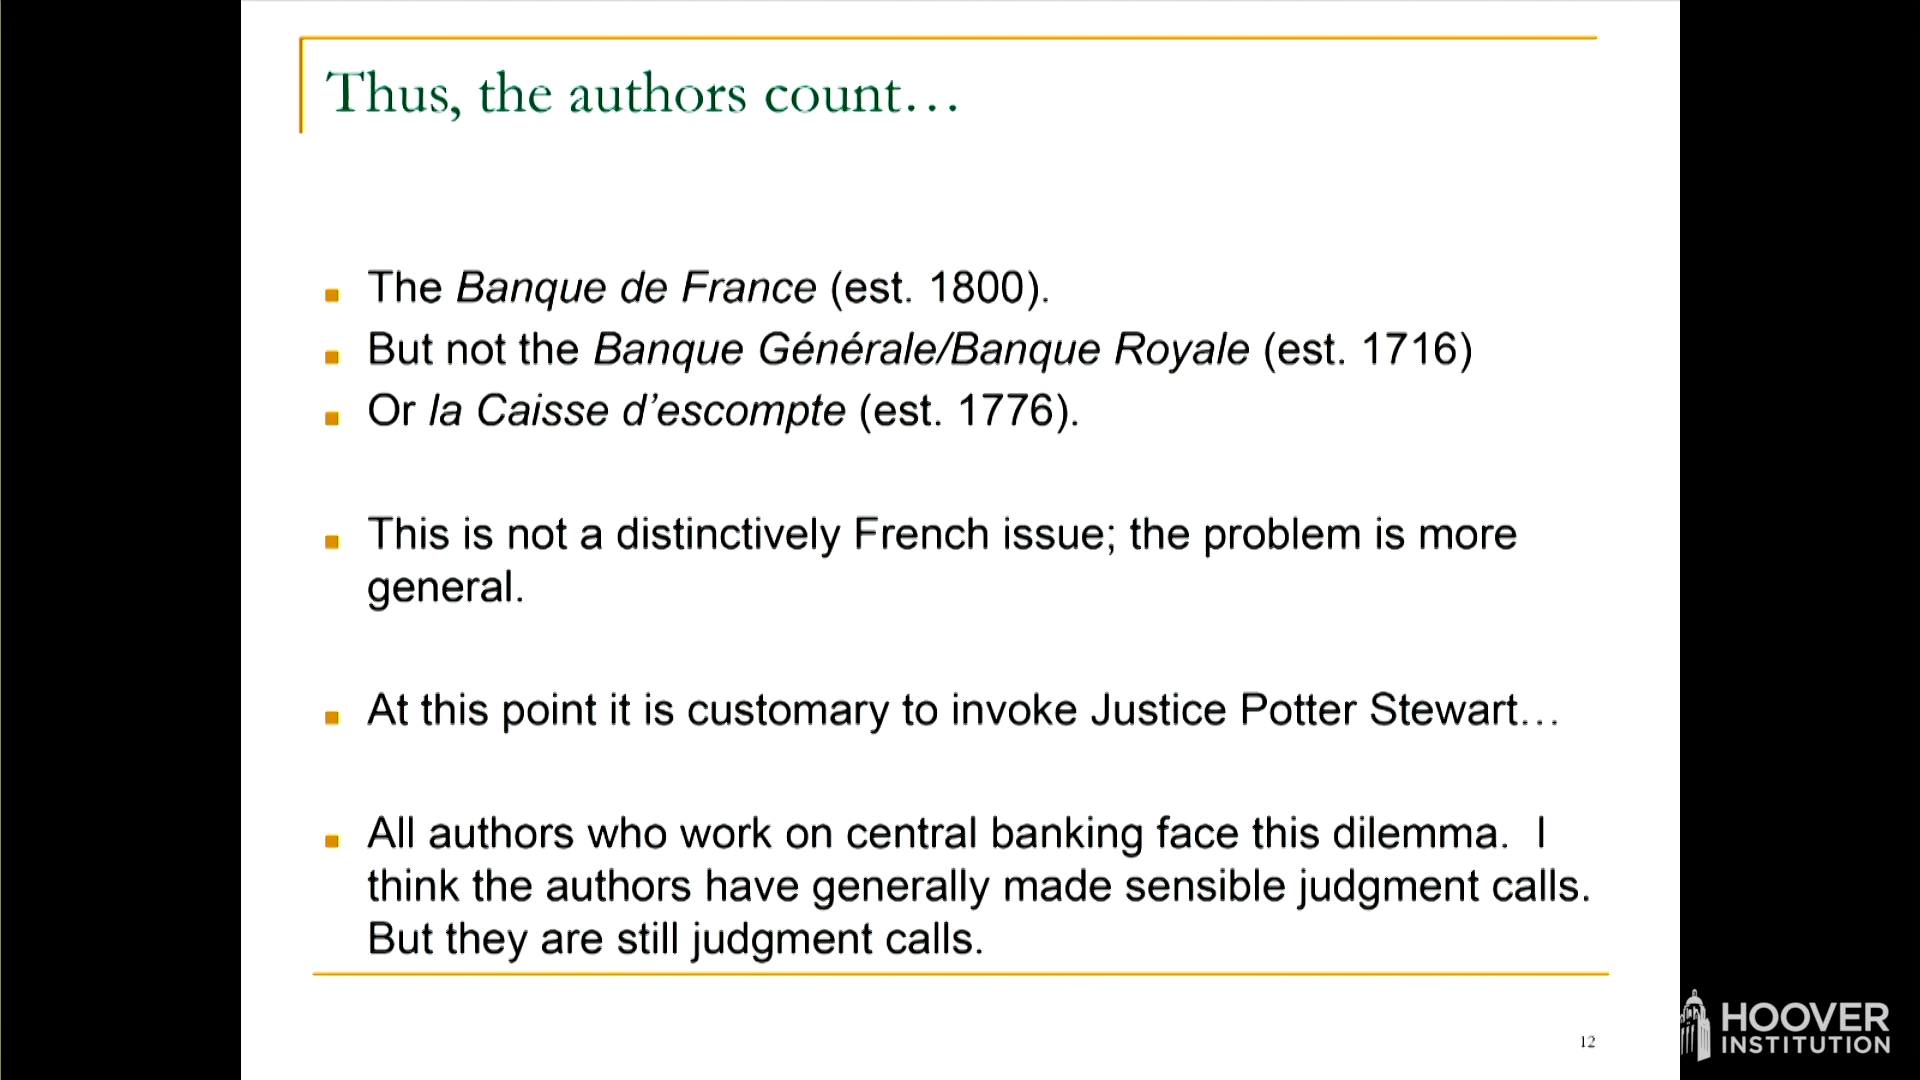 Thus, the authors count…
The Banque de France (est. 1800).
But not the Banque Générale/Banque Royale (est. 1716)
Or la Caisse d’escompte (est. 1776).
This is not a distinctively French issue; the problem is more
general.
At this point it is customary to invoke Justice Potter Stewart…
All authors who work on central banking face this dilemma.  I
think the authors have generally made sensible judgment calls.
But they are still judgment calls.
12
HOOVER
INSTITUTION